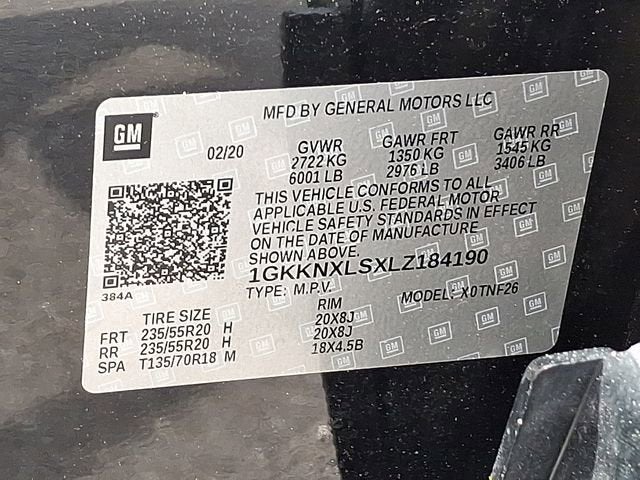 MFD BY GENERAL MOTORS LLC
GM
02/20 GVWR GAWR FRT GAWR RR
2722 KG 1350 KG 1545 KG
6001 LB 2976 LB 3406 LB
THIS VEHICLE CONFORMS TO ALL
APPLICABLE U.S. FEDERAL MOTOR
VEHICLE SAFETY STANDARDS IN EFFECT
ON THE DATE OF MANUFACTURE
SHOWN ABOVE.
1GKKNXLSXLZ184190
384A
TYPE: M.P.V. MODEL: X0TNF26
TIRE SIZE RIM
FRT 235/55R20 H 20X8J
RR 235/55R20 H 20X8J
SPA T135/70R18 M 18X4.5B